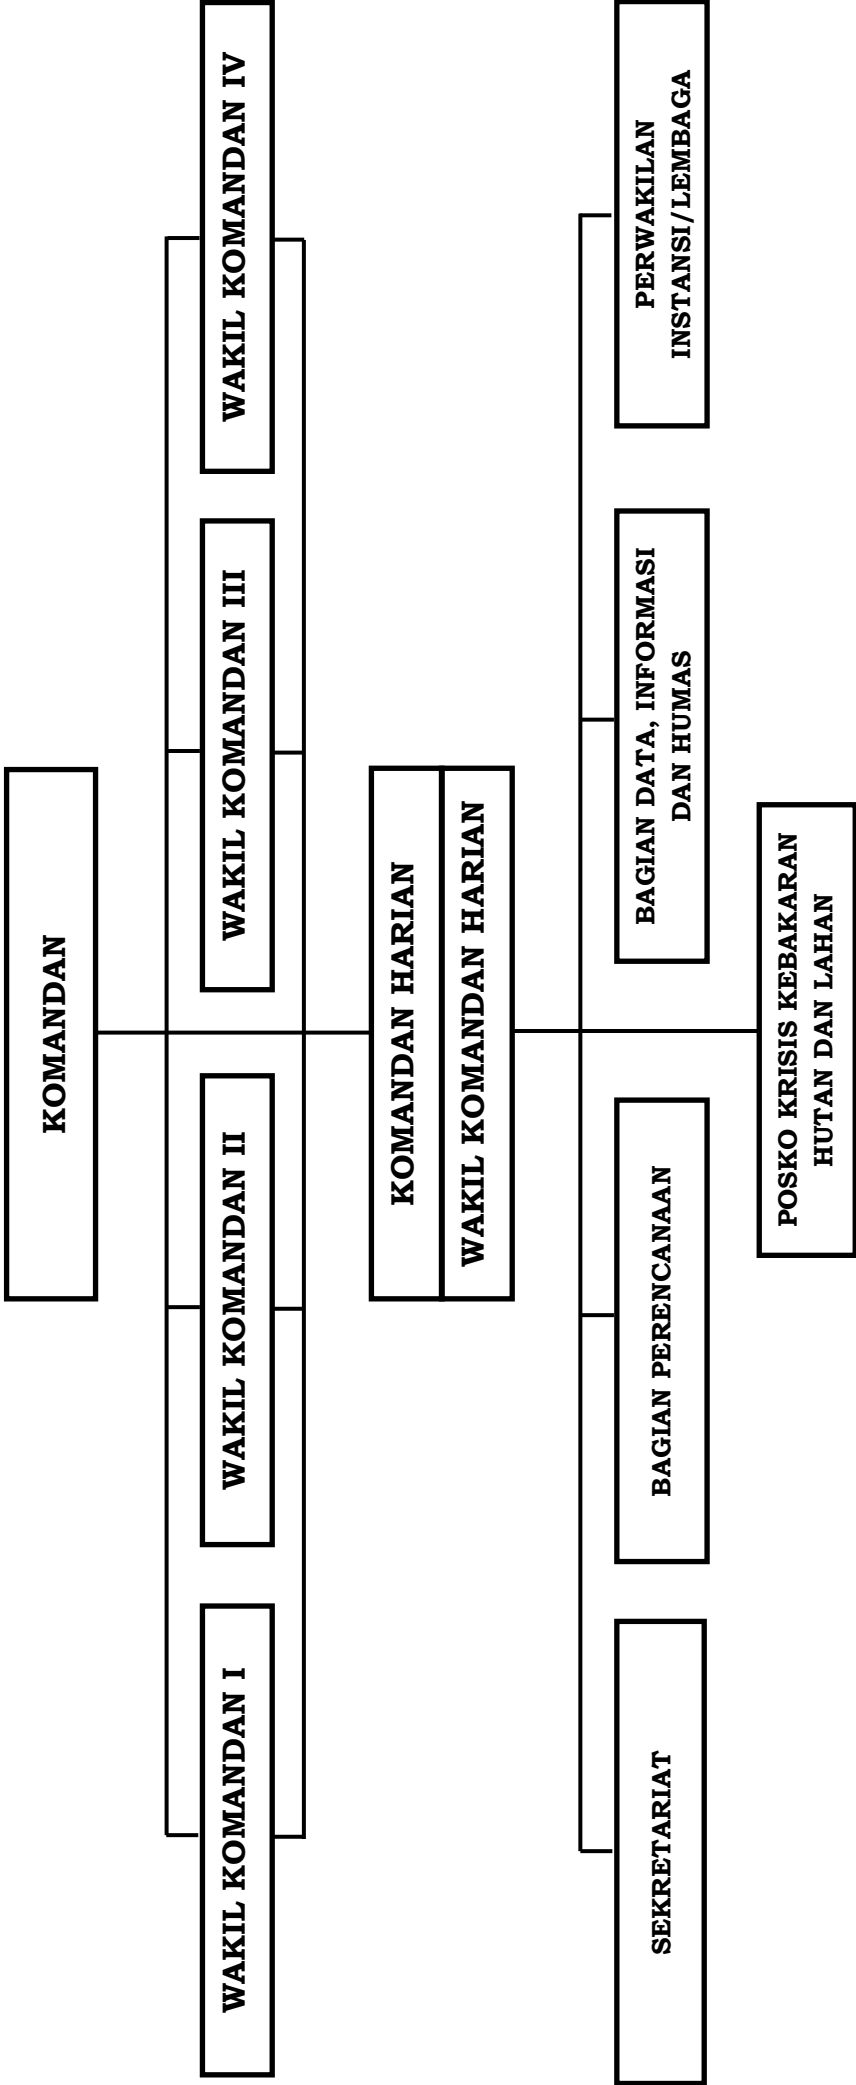 KOMANDAN
WAKIL KOMANDAN I
WAKIL KOMANDAN II
WAKIL KOMANDAN III
WAKIL KOMANDAN IV
KOMANDAN HARIAN
WAKIL KOMANDAN HARIAN
SEKRETARIAT
BAGIAN PERENCANAAN
BAGIAN DATA, INFORMASI
DAN HUMAS
PERWAKILAN
INSTANSI/LEMBAGA
POSKO KRISIS KEBAKARAN
HUTAN DAN LAHAN